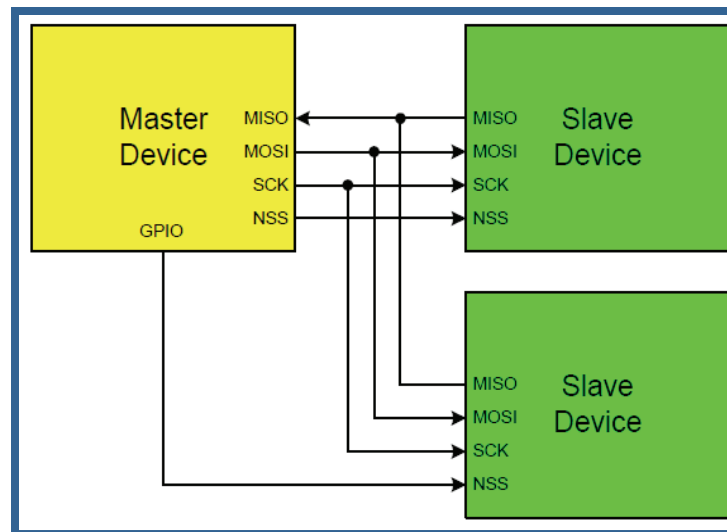 Master
Device
MISO
MOSI
SCK
NSS
GPIO
MISO
MOSI
SCK
NSS
Slave
Device
MISO
MOSI
SCK
NSS
Slave
Device